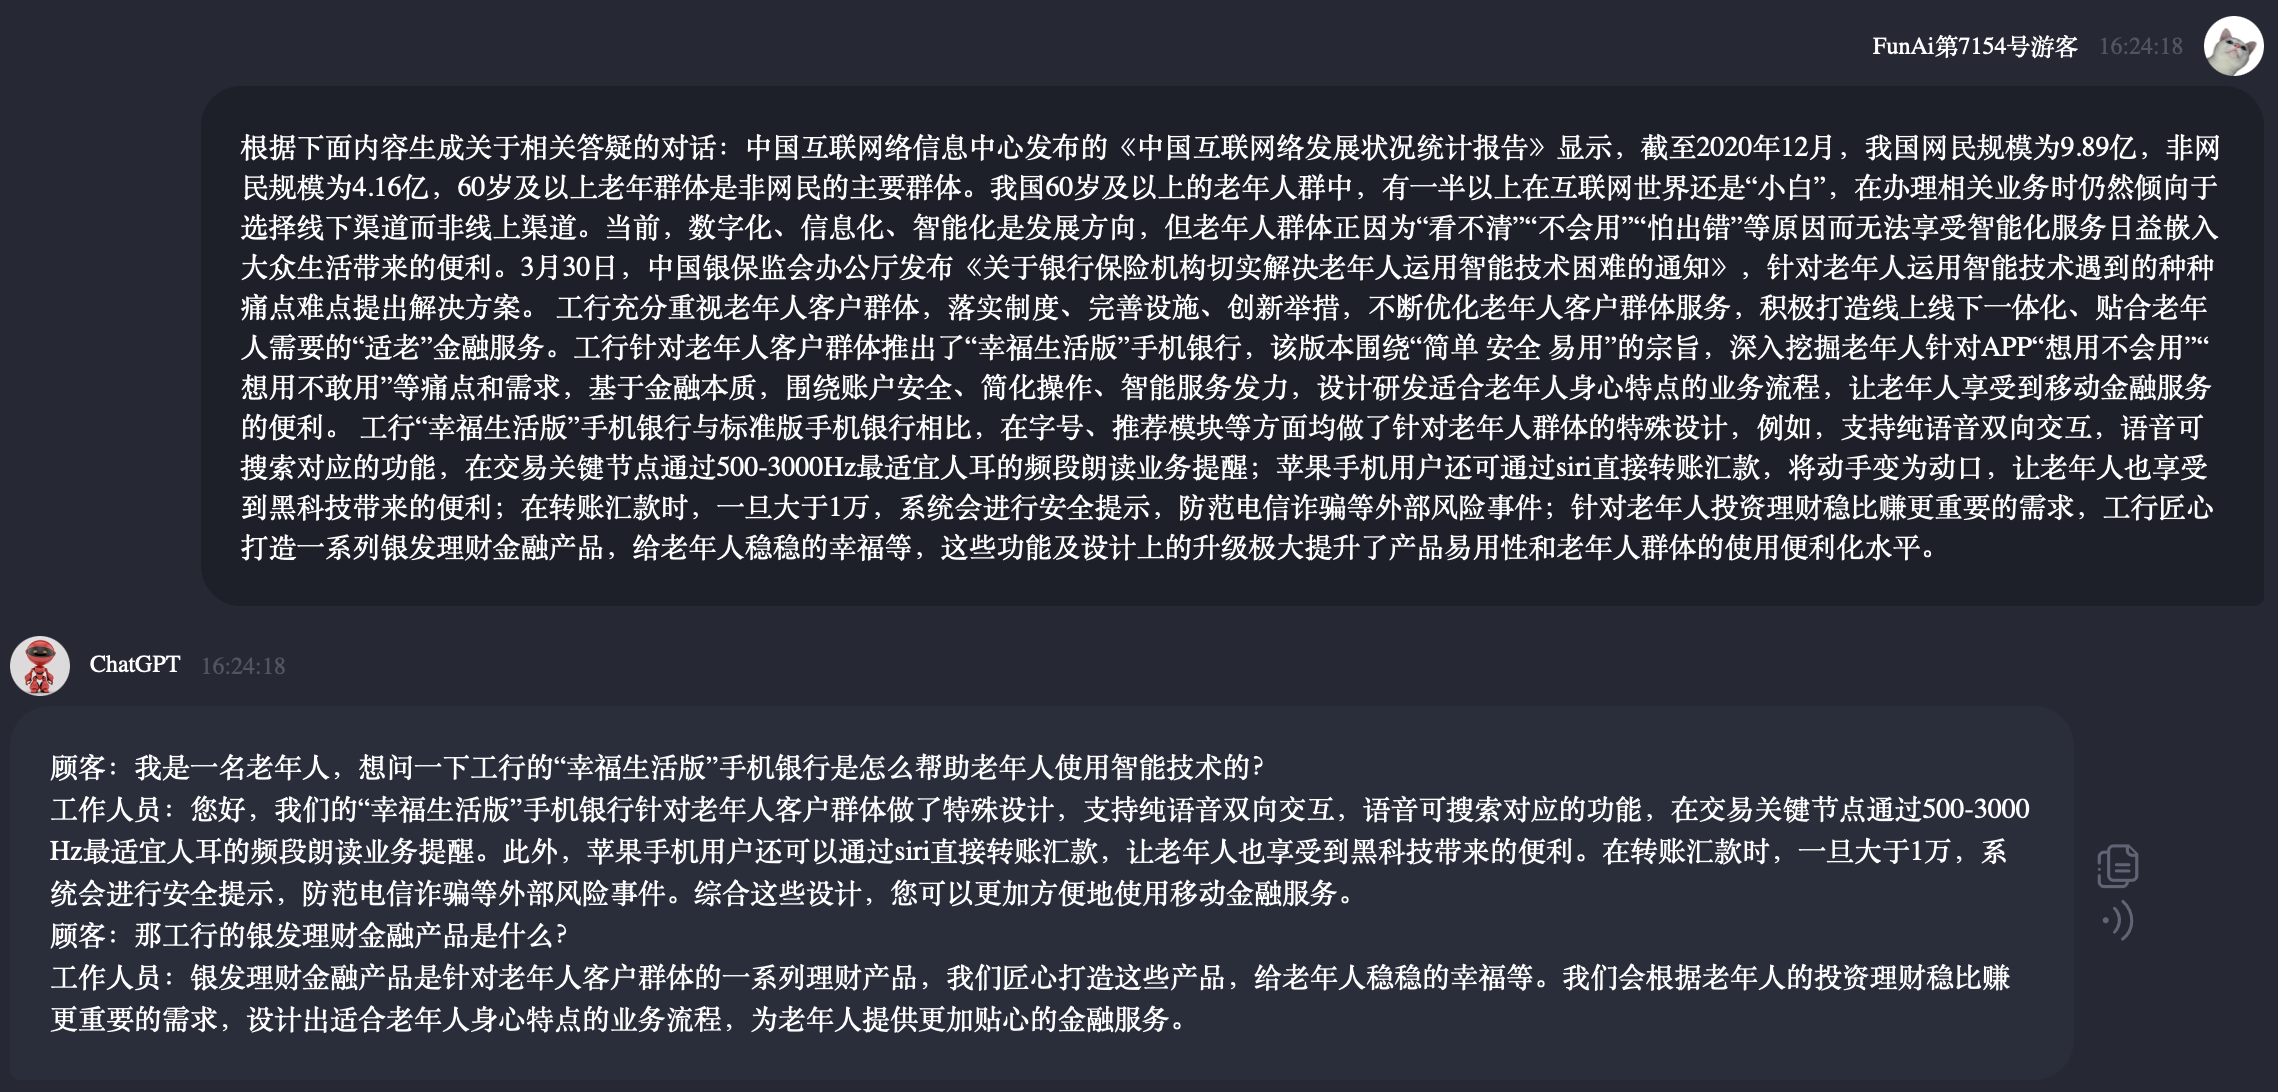 FunAi第7154号游客 16:24:18
根据下面内容生成关于相关答疑的对话：中国互联网络信息中心发布的《中国互联网络发展状况统计报告》显示，截至2020年12月，我国网民规模为9.89亿，非网
民规模为4.16亿，60岁及以上老年群体是非网民的主要群体。我国60岁及以上的老年人群中，有一半以上在互联网世界还是“小白”，在办理相关业务时仍然倾向于
选择线下渠道而非线上渠道。当前，数字化、信息化、智能化是发展方向，但老年人群体正因为“看不清”“不会用”“怕出错”等原因而无法享受智能化服务日益嵌入
大众生活带来的便利。3月30日，中国银保监会办公厅发布《关于银行保险机构切实解决老年人运用智能技术困难的通知》，针对老年人运用智能技术遇到的种种
痛点难点提出解决方案。 工行充分重视老年人客户群体，落实制度、完善设施、创新举措，不断优化老年人客户群体服务，积极打造线上线下一体化、贴合老年
人需要的“适老”金融服务。工行针对老年人客户群体推出了“幸福生活版”手机银行，该版本围绕“简单 安全 易用”的宗旨，深入挖掘老年人针对APP“想用不会用”“
想用不敢用”等痛点和需求，基于金融本质，围绕账户安全、简化操作、智能服务发力，设计研发适合老年人身心特点的业务流程，让老年人享受到移动金融服务
的便利。 工行“幸福生活版”手机银行与标准版手机银行相比，在字号、推荐模块等方面均做了针对老年人群体的特殊设计，例如，支持纯语音双向交互，语音可
搜索对应的功能，在交易关键节点通过500-3000Hz最适宜人耳的频段朗读业务提醒；苹果手机用户还可通过siri直接转账汇款，将动手变为动口，让老年人也享受
到黑科技带来的便利；在转账汇款时，一旦大于1万，系统会进行安全提示，防范电信诈骗等外部风险事件；针对老年人投资理财稳比赚更重要的需求，工行匠心
打造一系列银发理财金融产品，给老年人稳稳的幸福等，这些功能及设计上的升级极大提升了产品易用性和老年人群体的使用便利化水平。
ChatGPT 16:24:18
顾客：我是一名老年人，想问一下工行的“幸福生活版”手机银行是怎么帮助老年人使用智能技术的？
工作人员：您好，我们的“幸福生活版”手机银行针对老年人客户群体做了特殊设计，支持纯语音双向交互，语音可搜索对应的功能，在交易关键节点通过500-3000
Hz最适宜人耳的频段朗读业务提醒。此外，苹果手机用户还可以通过siri直接转账汇款，让老年人也享受到黑科技带来的便利。在转账汇款时，一旦大于1万，系
统会进行安全提示，防范电信诈骗等外部风险事件。综合这些设计，您可以更加方便地使用移动金融服务。
顾客：那工行的银发理财金融产品是什么？
工作人员：银发理财金融产品是针对老年人客户群体的一系列理财产品，我们匠心打造这些产品，给老年人稳稳的幸福等。我们会根据老年人的投资理财稳比赚
更重要的需求，设计出适合老年人身心特点的业务流程，为老年人提供更加贴心的金融服务。